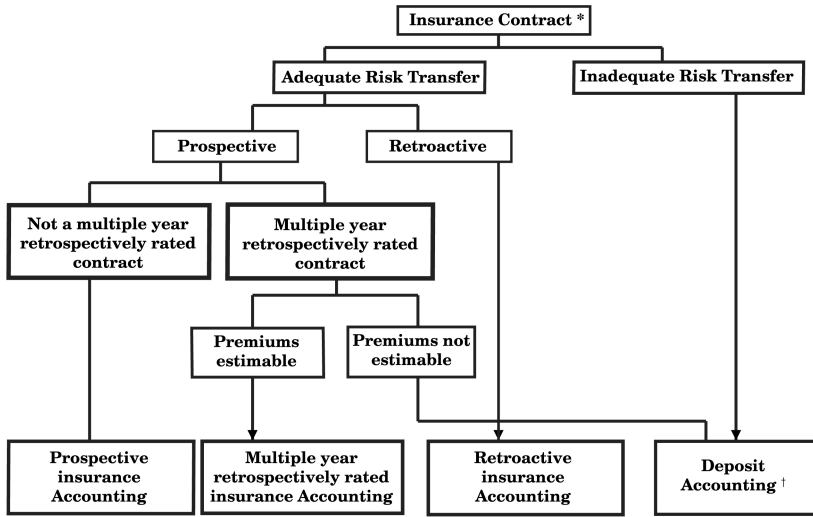 Insurance Contract *
Adequate Risk Transfer
Inadequate Risk Transfer
Prospective
Retroactive
Not a multiple year
retrospectively rated
contract
Multiple year
retrospectively rated
contract
Premiums
estimable
Premiums not
estimable
Prospective
insurance
Accounting
Multiple year
retrospectively rated
insurance Accounting
Retroactive
insurance
Accounting
Deposit
Accounting †